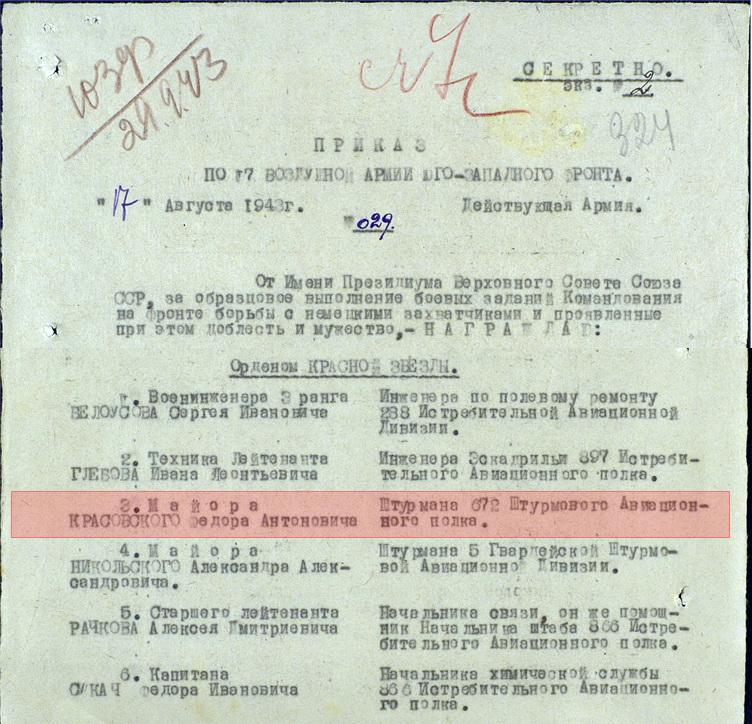 юзф
29.9.43
СЕКРЕТНО.
экз. № 2
324
ПРИКАЗ
ПО 17 ВОЗДУШНОЙ АРМИИ ЮГО-ЗАПАДНОГО ФРОНТА.
"17" Августа 1943г. Действующая Армия.
№ 029.
От Имени Президиума Верховного Совета Союза
ССР, за образцовое выполнение боевых заданий Командования
на фронте борьбы с немецкими захватчиками и проявленные
при этом доблесть и мужество,- НАГРАЖДАЮ:
Орденом КРАСНОЙ ЗВЕЗДЫ.
1. Военинженера 3 ранга Инженера по полевому ремонту
БЕЛОУСОВА Сергея Ивановича 288 Истребительной Авиационной
Дивизии.
2. Техника Лейтенанта Инженера Эскадрильи 897 Истреби-
ГЛЕБОВА Ивана Леонтьевича тельного Авиационного полка.
3. Майора Штурмана 672 Штурмового Авиацион-
КРАСОВСКОГО Федора Антоновича ного полка.
4. Майора Штурмана 5 Гвардейской Штурмо-
НИКОЛЬСКОГО Александра Алек- вой Авиационной Дивизии.
сандровича.
5. Старшего лейтенанта Начальника связи, он же помощ-
РАЧКОВА Алексея Дмитриевича ник Начальника штаба 866 Истре-
бительного Авиационного полка.
6. Капитана Начальника химической службы
СУКАЧ Федора Ивановича 866 Истребительного Авиационно-
го полка.